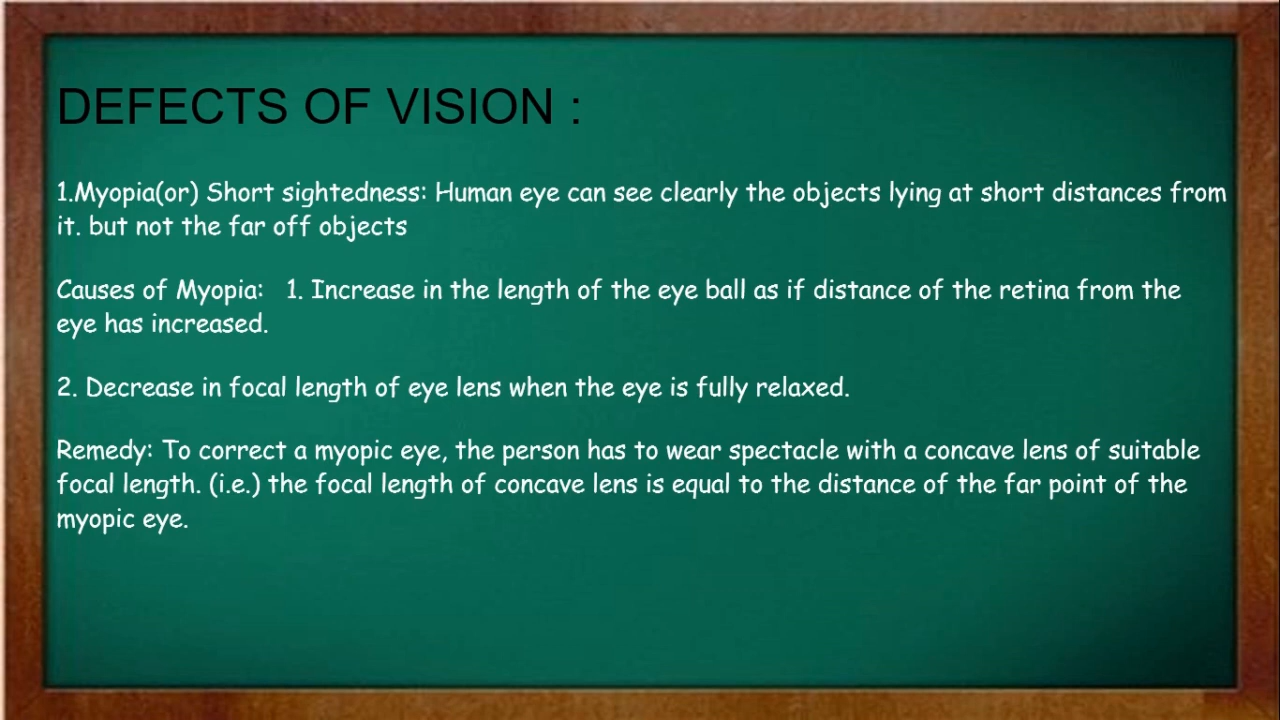 DEFECTS OF VISION :
1.Myopia(or) Short sightedness: Human eye can see clearly the objects lying at short distances from
it. but not the far off objects
Causes of Myopia: 1. Increase in the length of the eye ball as if distance of the retina from the
eye has increased.
2. Decrease in focal length of eye lens when the eye is fully relaxed.
Remedy: To correct a myopic eye, the person has to wear spectacle with a concave lens of suitable
focal length. (i.e.) the focal length of concave lens is equal to the distance of the far point of the
myopic eye.